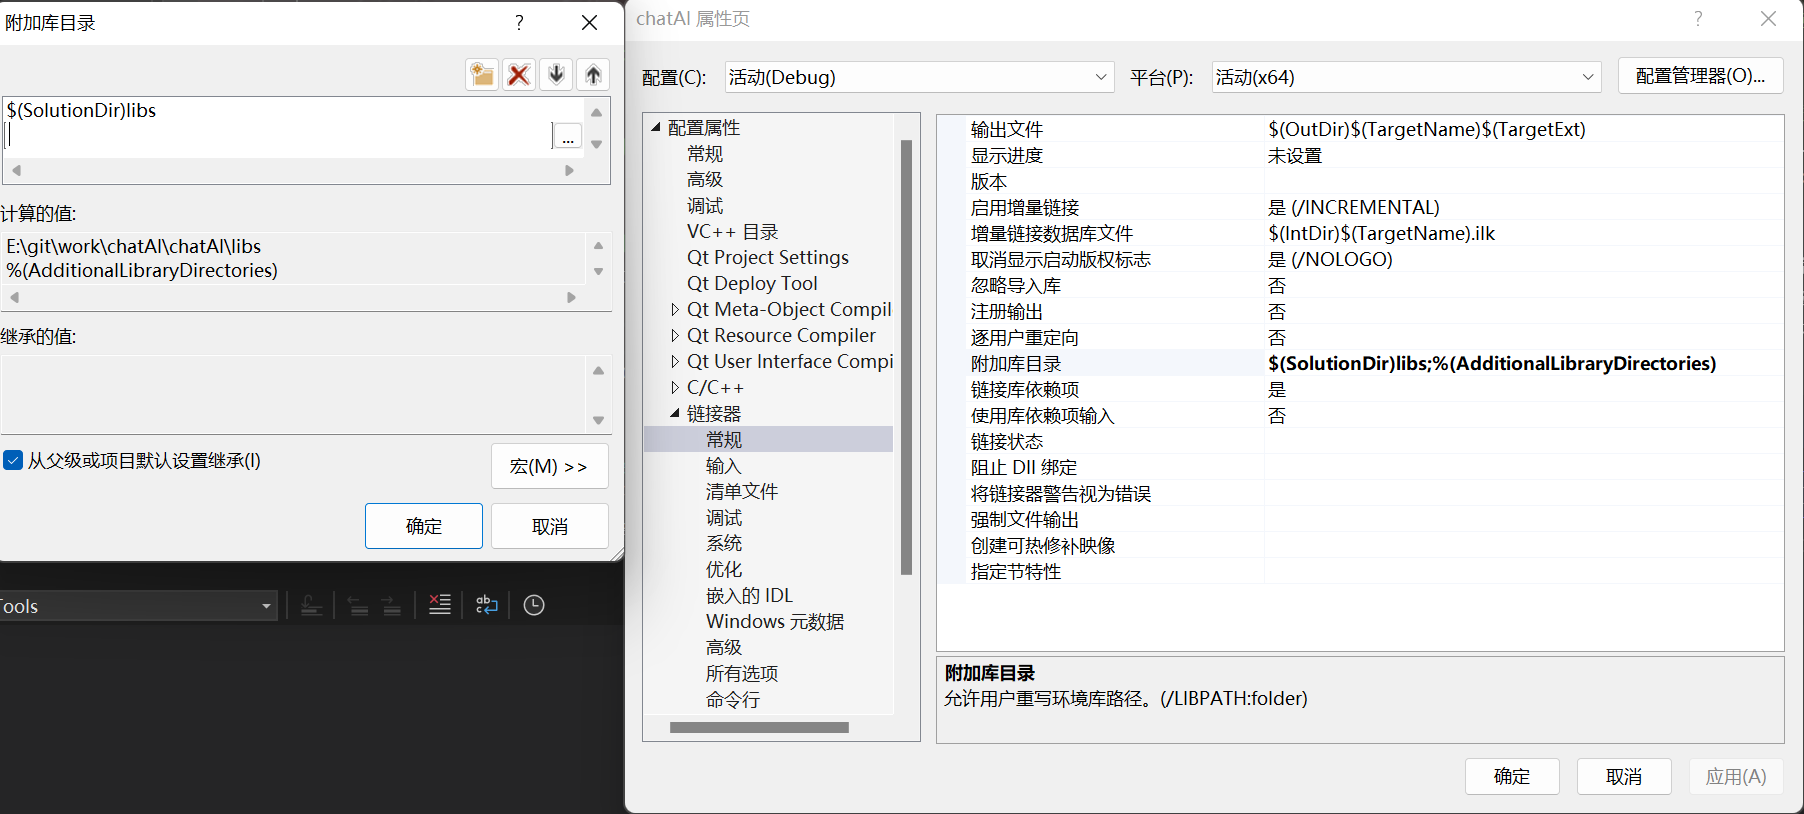 附加库目录
$(SolutionDir)libs
...
计算的值:
E:\git\work\chatAI\chatAI\libs
%(AdditionalLibraryDirectories)
继承的值:
从父级或项目默认设置继承(I)
宏(M) >>
确定
取消
Tools
chatAI 属性页
配置(C):
活动(Debug)
平台(P):
活动(x64)
配置管理器(O)...
配置属性
常规
高级
调试
VC++ 目录
Qt Project Settings
Qt Deploy Tool
Qt Meta-Object Compil
Qt Resource Compiler
Qt User Interface Compi
C/C++
链接器
常规
输入
清单文件
调试
系统
优化
嵌入的 IDL
Windows 元数据
高级
所有选项
命令行
输出文件 $(OutDir)$(TargetName)$(TargetExt)
显示进度 未设置
版本
启用增量链接 是 (/INCREMENTAL)
增量链接数据库文件 $(IntDir)$(TargetName).ilk
取消显示启动版权标志 是 (/NOLOGO)
忽略导入库 否
注册输出 否
逐用户重定向 否
附加库目录 $(SolutionDir)libs;%(AdditionalLibraryDirectories)
链接库依赖项 是
使用库依赖项输入 否
链接状态
阻止 Dll 绑定
将链接器警告视为错误
强制文件输出
创建可热修补映像
指定节特性
附加库目录
允许用户重写环境库路径。(/LIBPATH:folder)
确定
取消
应用(A)